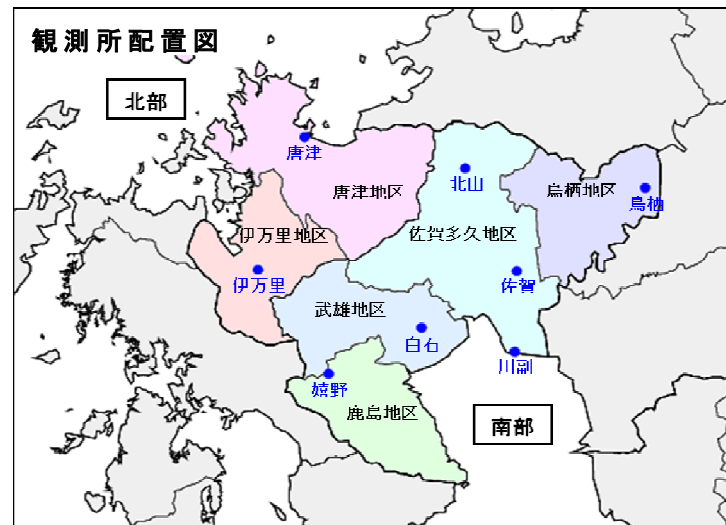 観測所配置図
北部
唐津
唐津地区
北山
鳥栖地区
鳥栖
伊万里地区
佐賀多久地区
伊万里
佐賀
武雄地区
白石
川副
嬉野
鹿島地区
南部